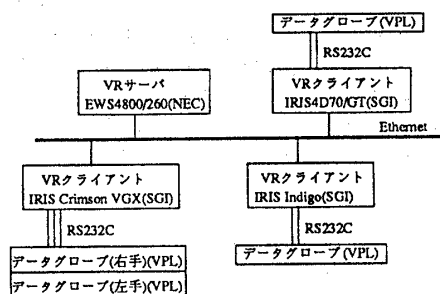 データグローブ(VPL)
RS232C
VRサーバ
EWS4800/260(NEC)
VRクライアント
IRIS4D70/GT(SGI)
Ethernet
VRクライアント
IRIS Crimson VGX(SGI)
VRクライアント
IRIS Indigo(SGI)
RS232C
RS232C
データグローブ(右手)(VPL)
データグローブ(左手)(VPL)
データグローブ(VPL)